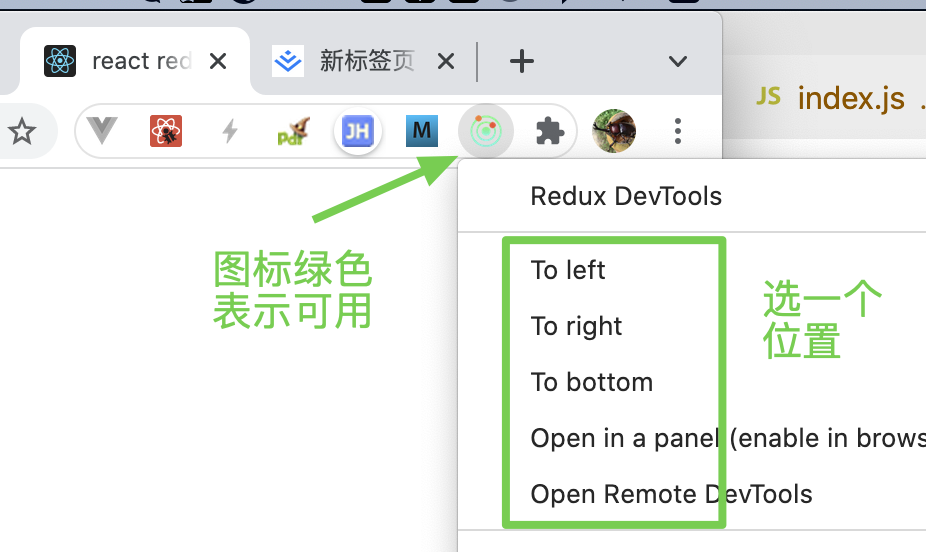 react red
新标签页
JS index.js .
pdf
JH
M
Redux DevTools
图标绿色
表示可用
To left
To right
To bottom
Open in a panel (enable in brows
Open Remote DevTools
选一个
位置